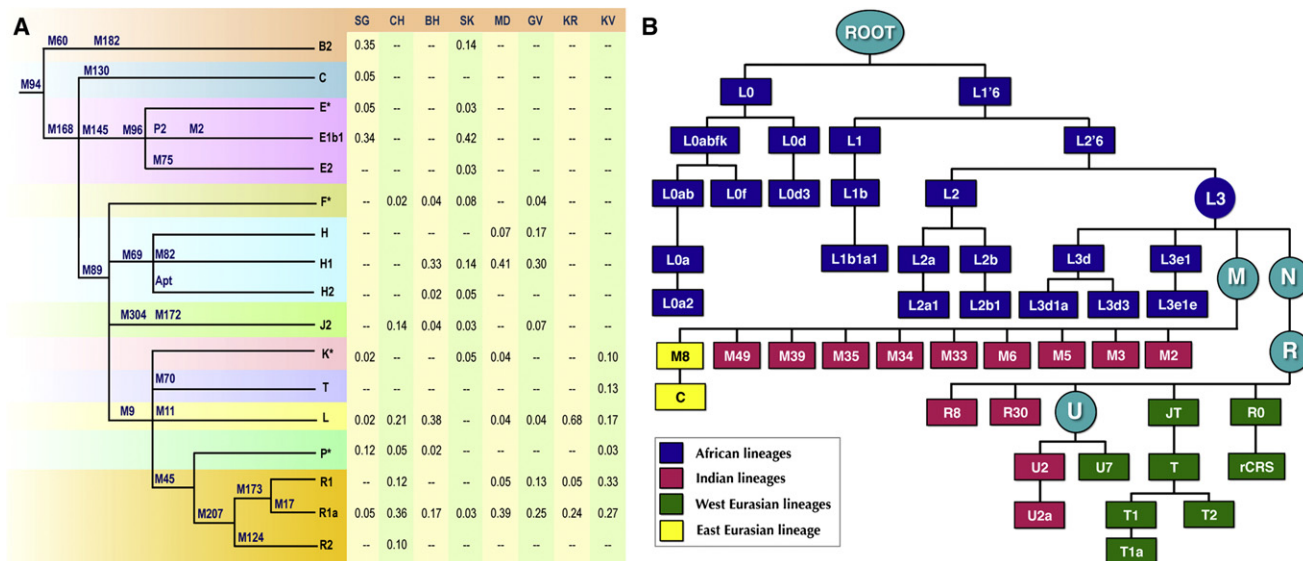 A
SG CH BH SK MD GV KR KV
M60 M182 B2 0.35 -- -- 0.14 -- -- -- --
M94
M130 C 0.05 -- -- -- -- -- -- --
E* 0.05 -- -- 0.03 -- -- -- --
M168 M145 M96 P2 M2 E1b1 0.34 -- -- 0.42 -- -- -- --
M75 E2 -- -- -- 0.03 -- -- -- --
F* -- 0.02 0.04 0.08 -- 0.04 -- --
H -- -- -- -- 0.07 0.17 -- --
M69 M82 H1 -- -- 0.33 0.14 0.41 0.30 -- --
M89
Apt H2 -- -- 0.02 0.05 -- -- -- --
M304 M172 J2 -- 0.14 0.04 0.03 -- 0.07 -- --
K* 0.02 -- -- 0.05 0.04 -- -- 0.10
M70 T -- -- -- -- -- -- -- 0.13
M9 M11 L 0.02 0.21 0.38 -- 0.04 0.04 0.68 0.17
P* 0.12 0.05 0.02 -- -- -- -- 0.03
M45
M173 R1 -- 0.12 -- -- 0.05 0.13 0.05 0.33
M17 R1a 0.05 0.36 0.17 0.03 0.39 0.25 0.24 0.27
M207
M124 R2 -- 0.10 -- -- -- -- -- --
B
ROOT
L0 L1'6
L0abfk L0d L1 L2'6
L0ab L0f L0d3 L1b L2 L3
L0a L1b1a1 L2a L2b L3d L3e1 M N
L0a2 L2a1 L2b1 L3d1a L3d3 L3e1e
M8 M49 M39 M35 M34 M33 M6 M5 M3 M2 R
C
R8 R30 U JT R0
U2 U7 T rCRS
U2a T1 T2
T1a
African lineages
Indian lineages
West Eurasian lineages
East Eurasian lineage